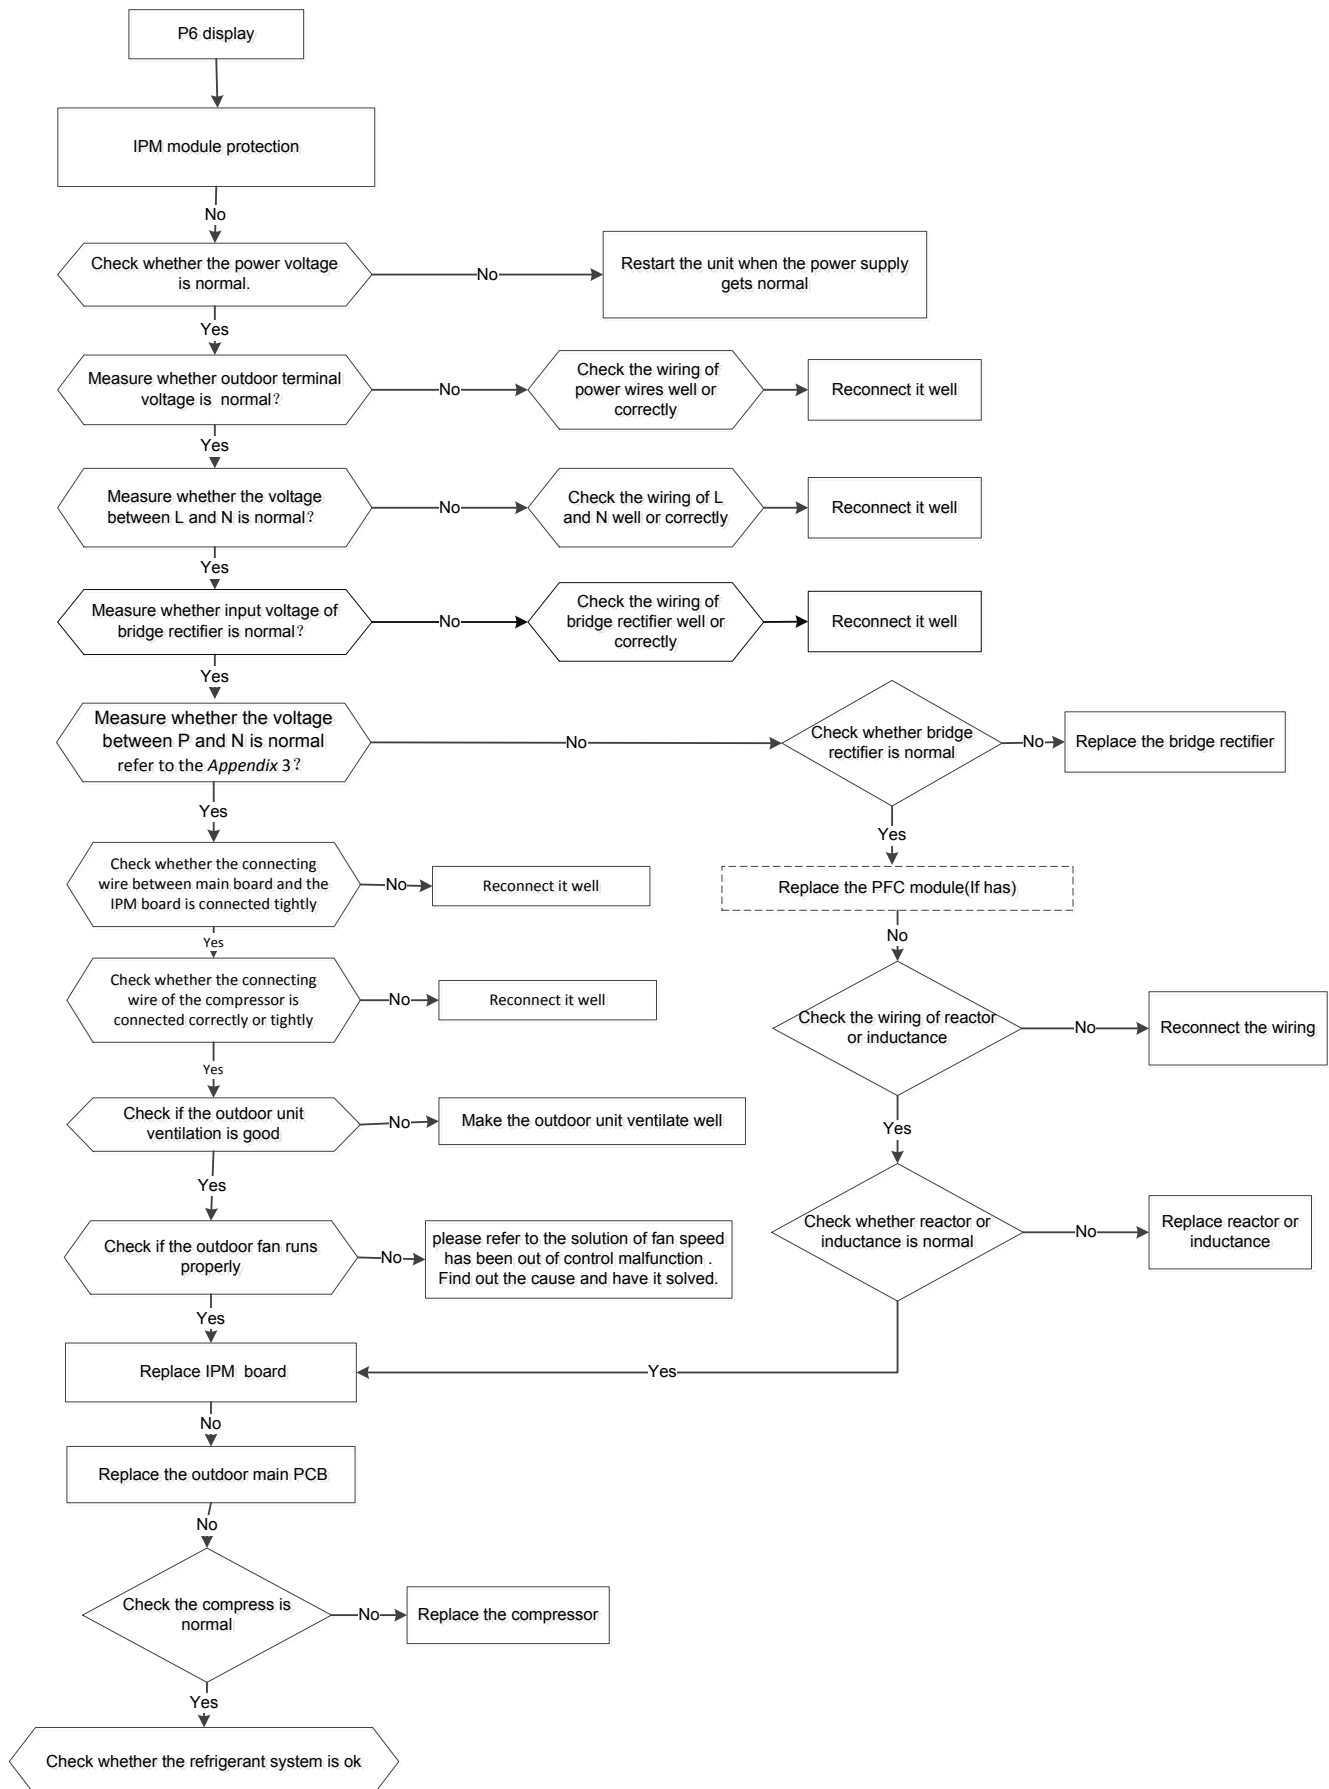 P6 display
IPM module protection
No
Check whether the power voltage
is normal.
No
Restart the unit when the power supply
gets normal
Yes
Measure whether outdoor terminal
voltage is  normal?
No
Check the wiring of
power wires well or
correctly
Reconnect it well
Yes
Measure whether the voltage
between L and N is normal?
No
Check the wiring of L
and N well or correctly
Reconnect it well
Yes
Measure whether input voltage of
bridge rectifier is normal?
No
Check the wiring of
bridge rectifier well or
correctly
Reconnect it well
Yes
Measure whether the voltage
between P and N is normal
refer to the Appendix 3?
No
Check whether bridge
rectifier is normal
No
Replace the bridge rectifier
Yes
Yes
Check whether the connecting
wire between main board and the
IPM board is connected tightly
No
Reconnect it well
Replace the PFC module(If has)
No
Yes
Check whether the connecting
wire of the compressor is
connected correctly or tightly
No
Reconnect it well
Check the wiring of reactor
or inductance
No
Reconnect the wiring
Yes
Check if the outdoor unit
ventilation is good
No
Make the outdoor unit ventilate well
Yes
Yes
Check if the outdoor fan runs
properly
No
please refer to the solution of fan speed
has been out of control malfunction .
Find out the cause and have it solved.
Check whether reactor or
inductance is normal
No
Replace reactor or
inductance
Yes
Replace IPM  board
Yes
No
Replace the outdoor main PCB
No
Check the compress is
normal
No
Replace the compressor
Yes
Check whether the refrigerant system is ok